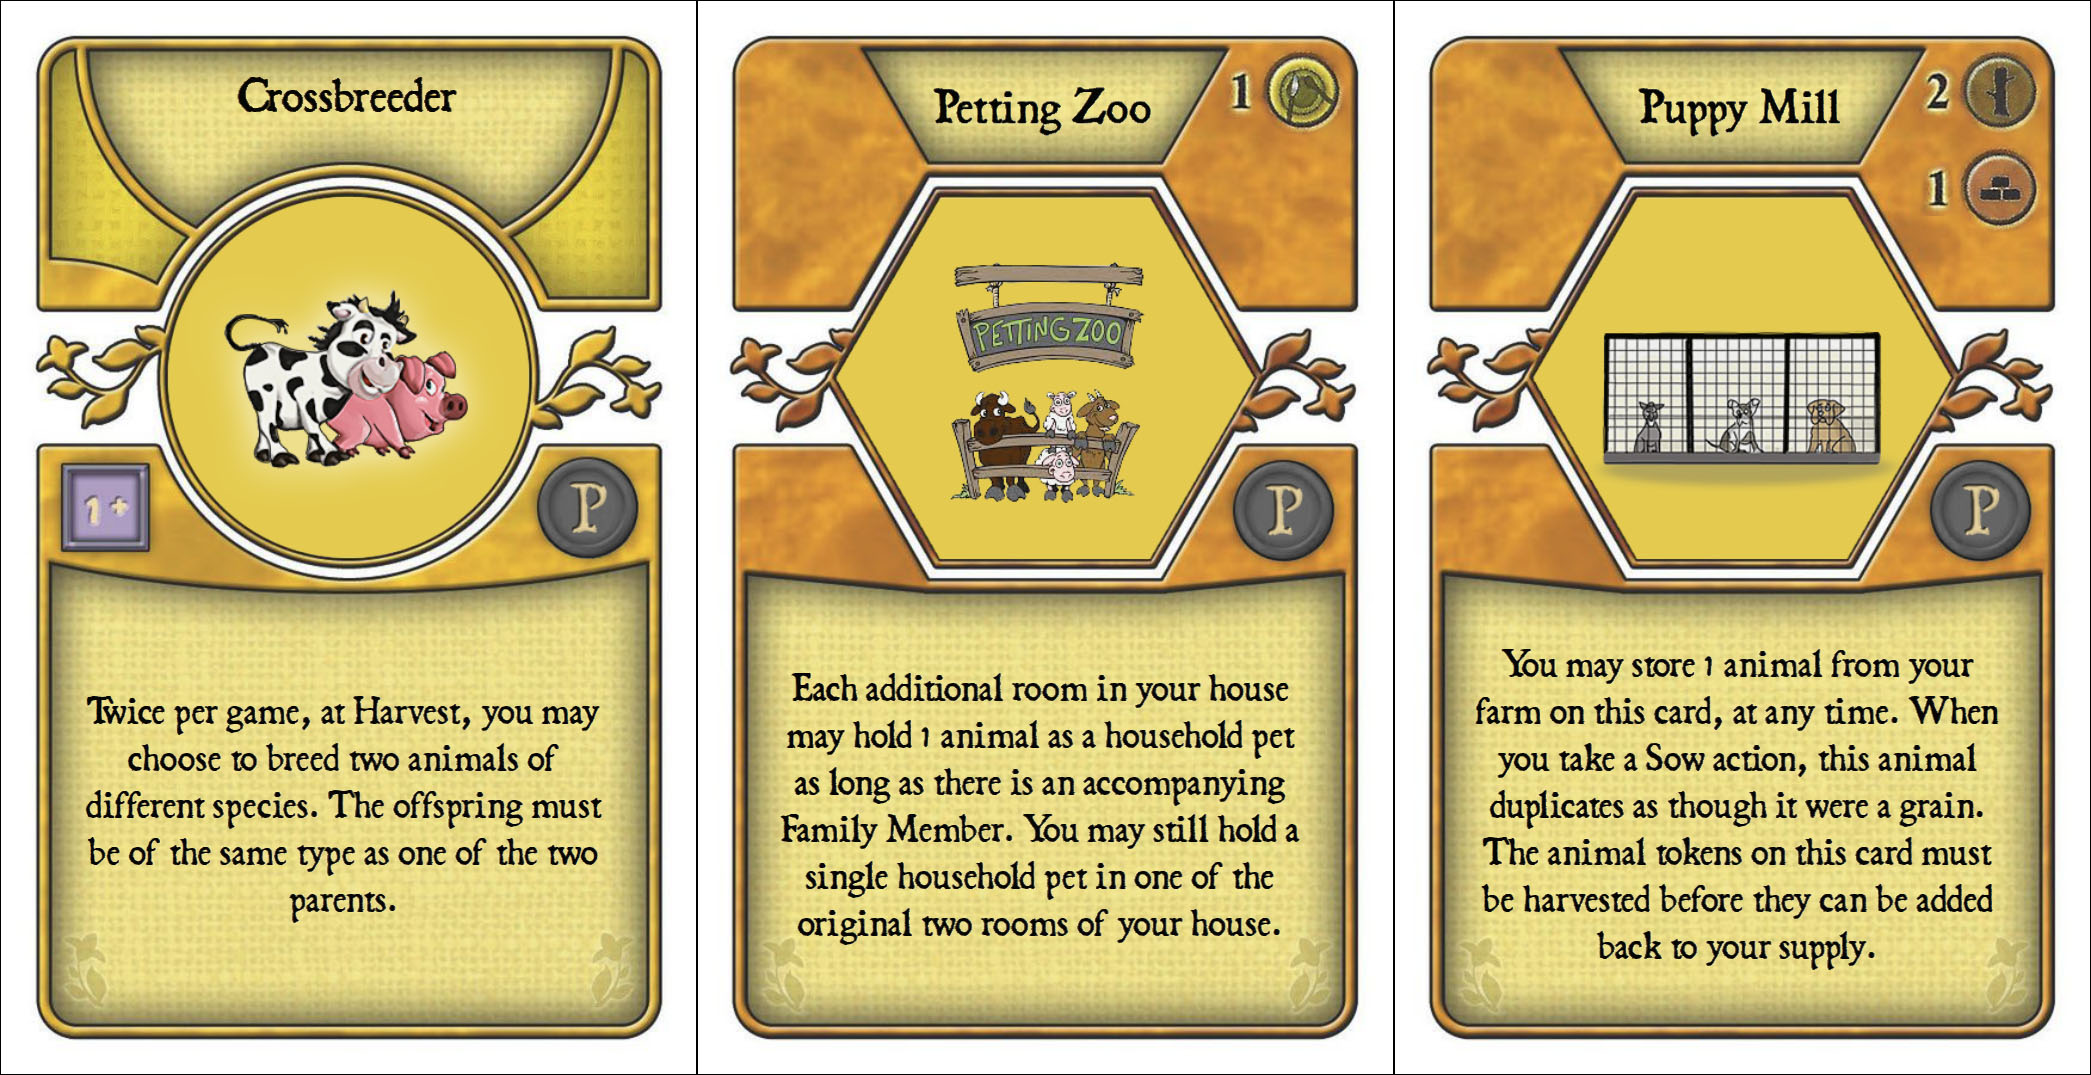 Crossbreeder
1+
P
Twice per game, at Harvest, you may
choose to breed two animals of
different species. The offspring must
be of the same type as one of the two
parents.
Petting Zoo
1
PETTING ZOO
P
Each additional room in your house
may hold 1 animal as a household pet
as long as there is an accompanying
Family Member. You may still hold a
single household pet in one of the
original two rooms of your house.
Puppy Mill
2
1
P
You may store 1 animal from your
farm on this card, at any time. When
you take a Sow action, this animal
duplicates as though it were a grain.
The animal tokens on this card must
be harvested before they can be added
back to your supply.